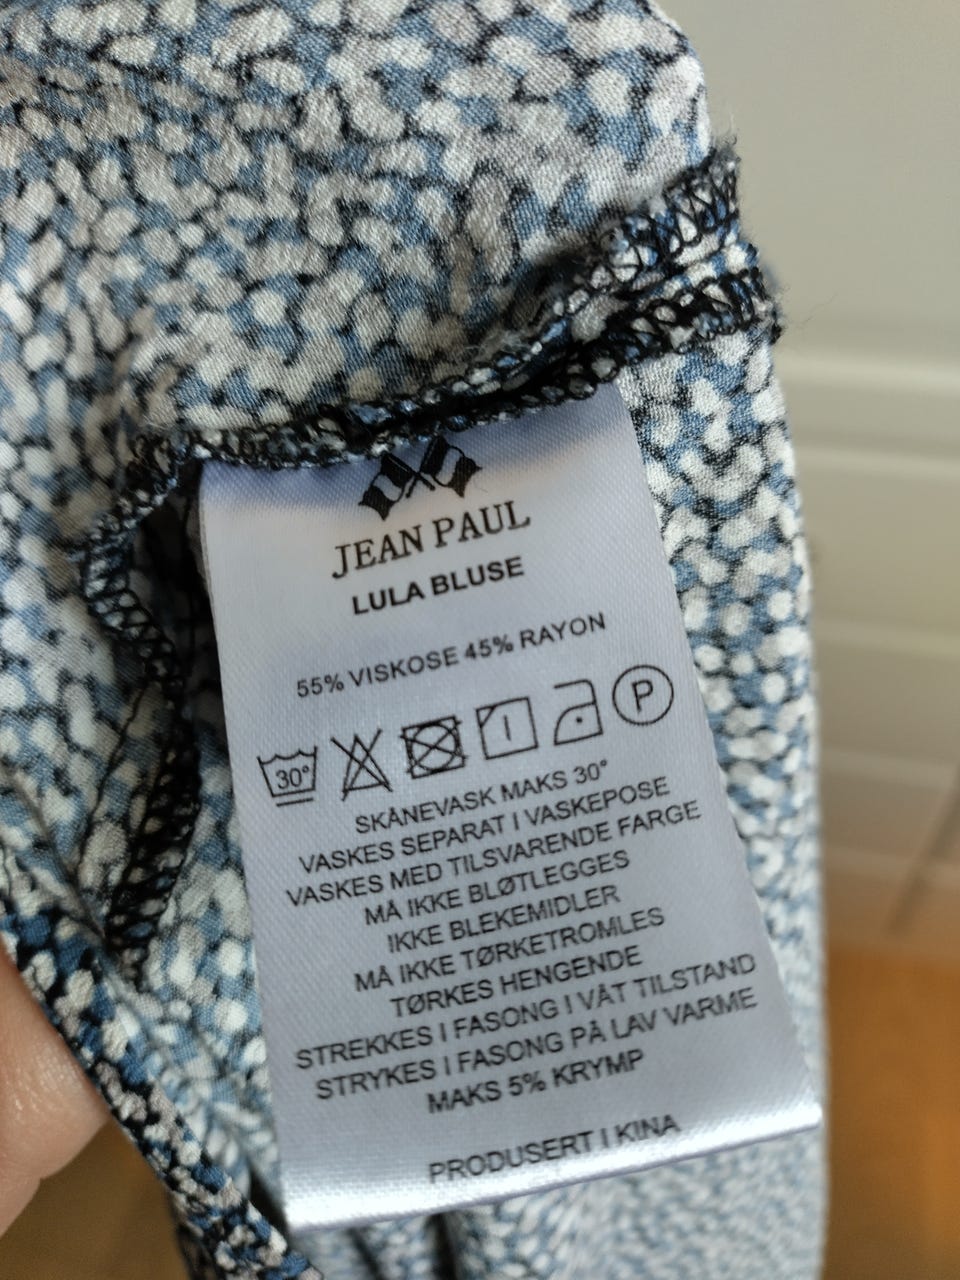 JEAN PAUL
LULA BLUSE
55% VISKOSE 45% RAYON
30° P
SKÅNEVASK MAKS 30°
VASKES SEPARAT I VASKEPOSE
VASKES MED TILSVARENDE FARGE
MÅ IKKE BLØTLEGGES
IKKE BLEKEMIDLER
MÅ IKKE TØRKETROMLES
TØRKES HENGENDE
STREKKES I FASONG I VÅT TILSTAND
STRYKES I FASONG PÅ LAV VARME
MAKS 5% KRYMP
PRODUSERT I KINA